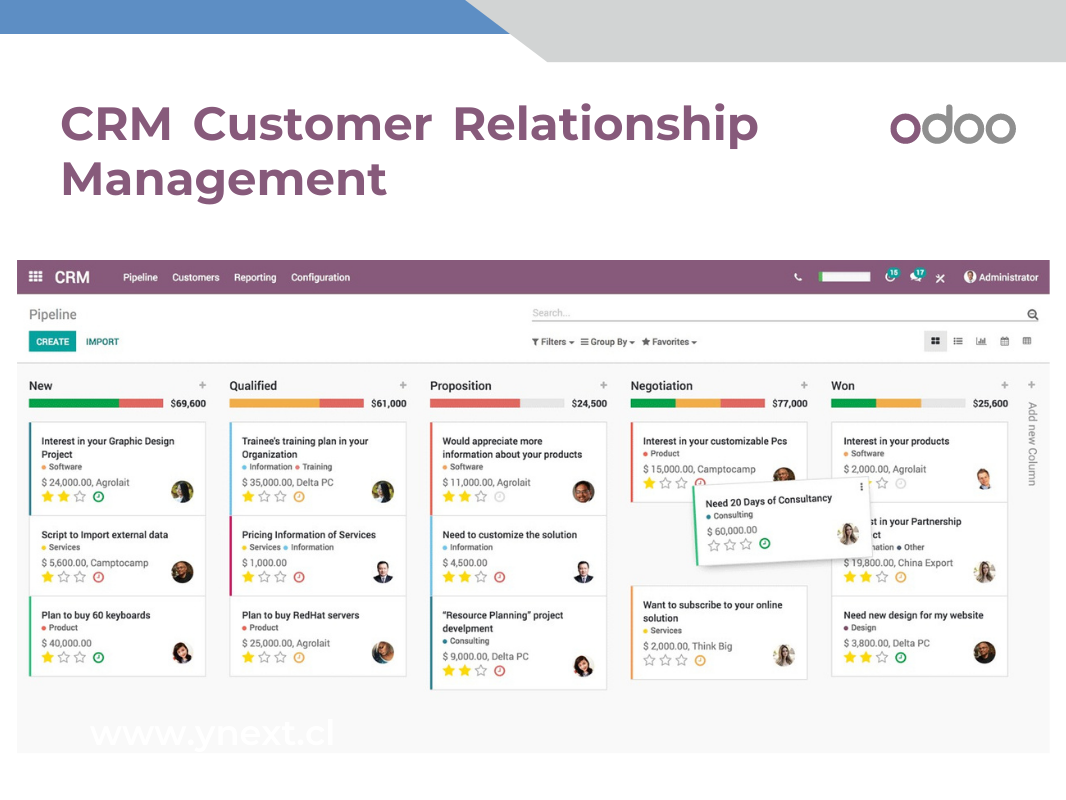 CRM Customer Relationship
Management
odoo
CRM
Pipeline
Customers
Reporting
Configuration
15
17
Administrator
Pipeline
Search...
CREATE
IMPORT
Filters
Group By
Favorites
New +
$69,600
Interest in your Graphic Design
Project
Software
$ 24,000.00, Agrolait
Script to Import external data
Services
$ 5,600.00, Camptocamp
Plan to buy 60 keyboards
Product
$ 40,000.00
Qualified +
$61,000
Trainee's training plan in your
Organization
Information Training
$ 35,000.00, Delta PC
Pricing Information of Services
Services Information
$ 1,000.00
Plan to buy RedHat servers
Product
$ 25,000.00, Agrolait
Proposition +
$24,500
Would appreciate more
information about your products
Software
$ 11,000.00, Agrolait
Need to customize the solution
Information
$ 4,500.00
"Resource Planning" project
develpment
Consulting
$ 9,000.00, Delta PC
Negotiation +
$77,000
Interest in your customizable Pcs
Product
$ 15,000.00, Camptocamp
Need 20 Days of Consultancy
Consulting
$ 60,000.00
Want to subscribe to your online
solution
Services
$ 2,000.00, Think Big
Won +
$25,600
Interest in your products
Software
$ 2,000.00, Agrolait
st in your Partnership
ct
nation Other
$ 19,800.00, China Export
Need new design for my website
Design
$ 3,800.00, Delta PC
+
Add new Column
www.ynext.cl